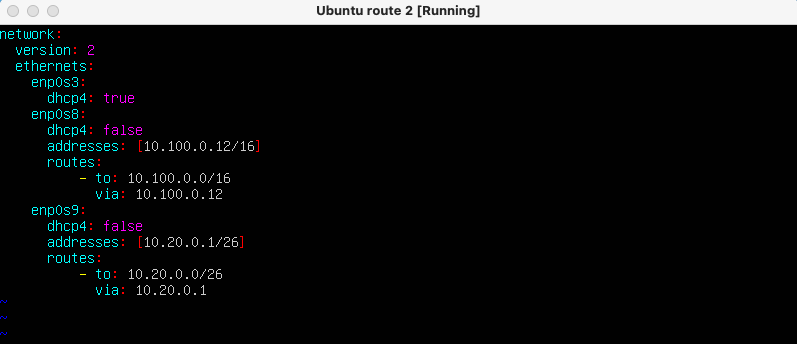 Ubuntu route 2 [Running]
network:
  version: 2
  ethernets:
    enp0s3:
      dhcp4: true
    enp0s8:
      dhcp4: false
      addresses: [10.100.0.12/16]
      routes:
          - to: 10.100.0.0/16
            via: 10.100.0.12
    enp0s9:
      dhcp4: false
      addresses: [10.20.0.1/26]
      routes:
          - to: 10.20.0.0/26
            via: 10.20.0.1
~
~
~